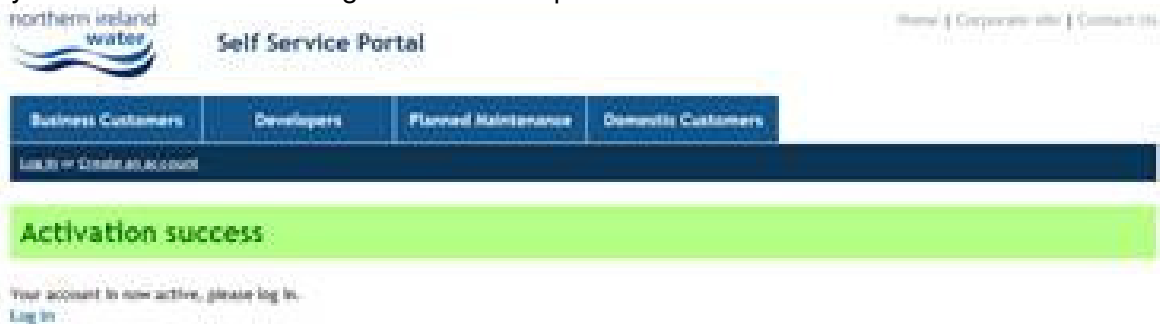 northern ireland
water
Self Service Portal
Home | Corporate site | Contact Us
Business Customers
Developers
Planned Maintenance
Domestic Customers
Log in or Create an account
Activation success
Your account is now active, please log in.
Log in